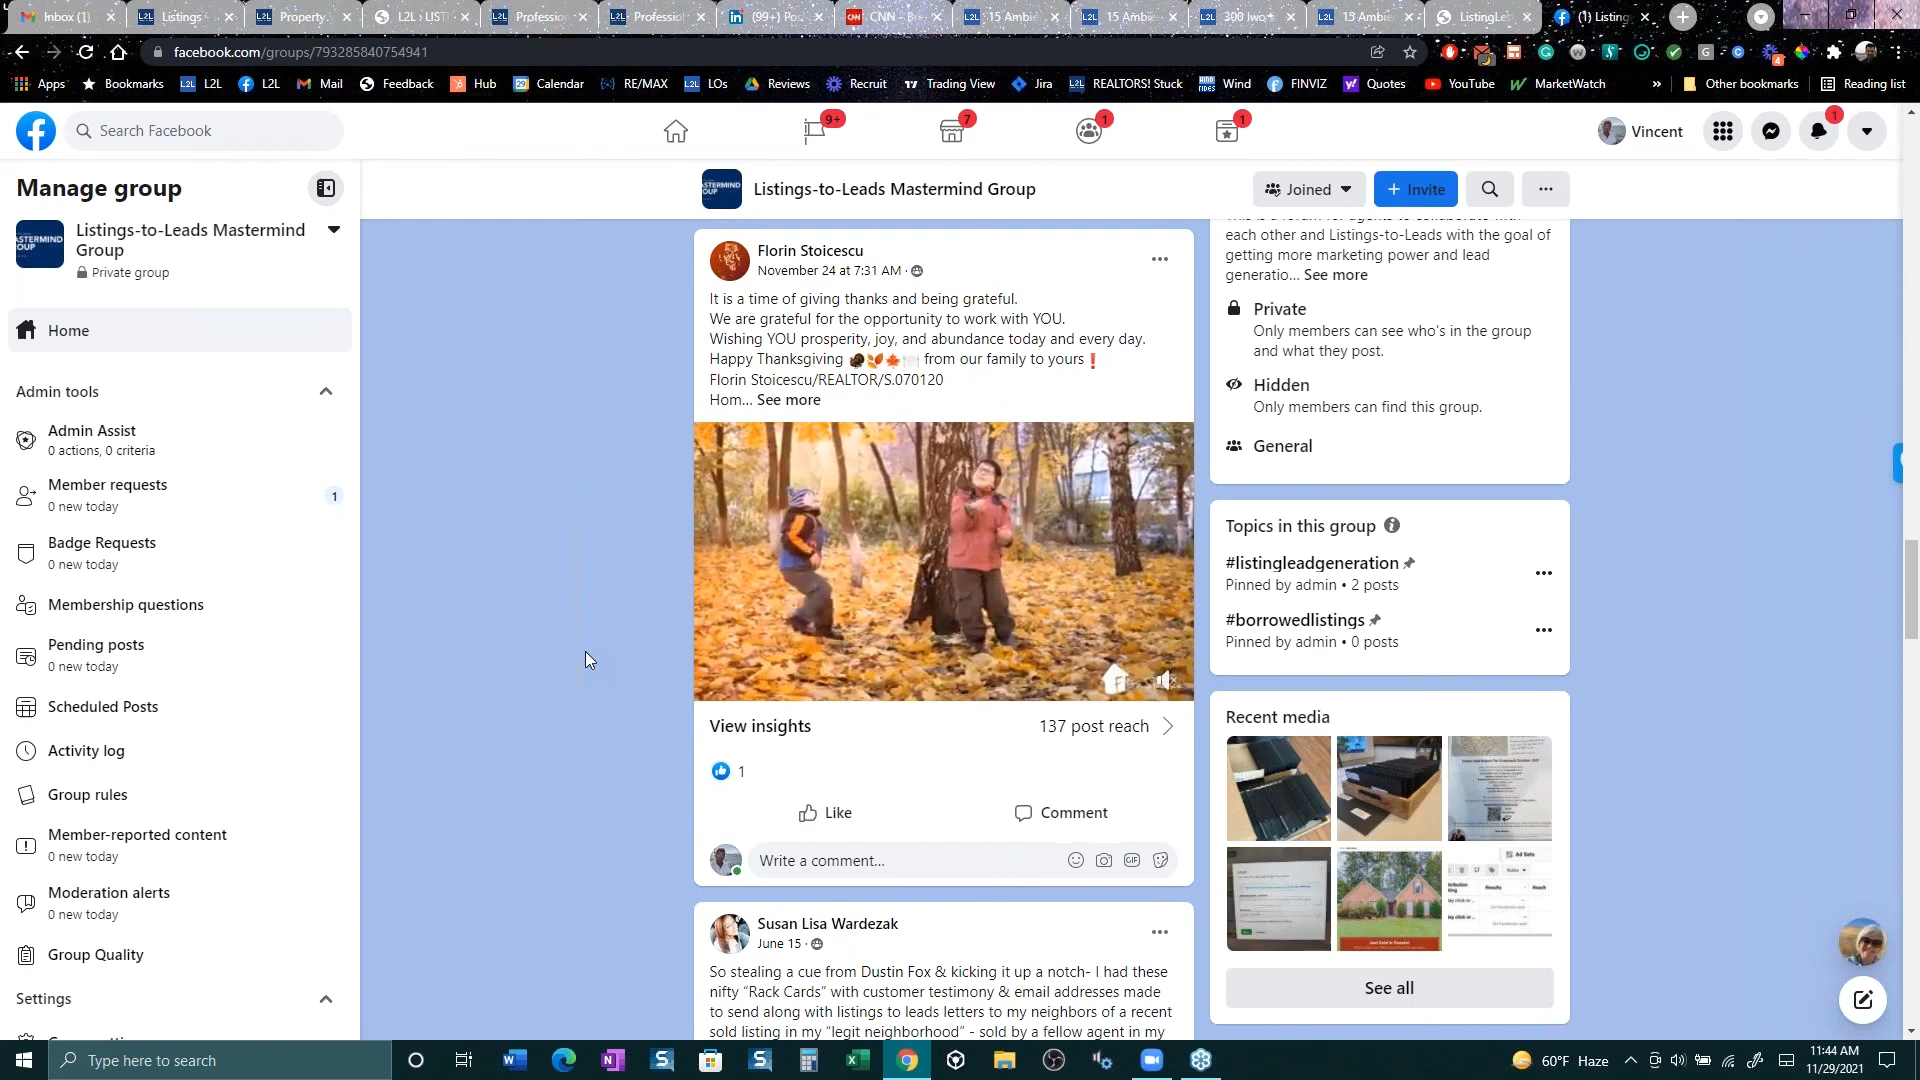 Inbox (1)
Listings
Property
L2L : LIST
Profession
Profession
(99+) Pos
CNN - Bre
15 Ambie
15 Ambie
15 Ambie
ListingLet
(1) Listing
facebook.com/groups/793285840754941
Apps
Bookmarks
L2L
L2L
Mail
Feedback
Hub
Calendar
RE/MAX
LOs
Reviews
Recruit
Trading View
Jira
REALTORS! Stuck
Wind
FINVIZ
Quotes
YouTube
MarketWatch
»
Other bookmarks
Reading list
Search Facebook
9+
7
1
1
Vincent
1
Manage group
Listings-to-Leads Mastermind
Group
Private group
Home
Admin tools
Admin Assist
0 actions, 0 criteria
Member requests
0 new today
1
Badge Requests
0 new today
Membership questions
Pending posts
0 new today
Scheduled Posts
Activity log
Group rules
Member-reported content
0 new today
Moderation alerts
0 new today
Group Quality
Settings
Listings-to-Leads Mastermind Group
Joined
+ Invite
Florin Stoicescu
November 24 at 7:31 AM ·
It is a time of giving thanks and being grateful.
We are grateful for the opportunity to work with YOU.
Wishing YOU prosperity, joy, and abundance today and every day.
Happy Thanksgiving 🦃🍂🍁🍽 from our family to yours❗
Florin Stoicescu/REALTOR/S.070120
Hom... See more
View insights
137 post reach
1
Like
Comment
Write a comment...
GIF
Susan Lisa Wardezak
June 15 ·
So stealing a cue from Dustin Fox & kicking it up a notch- I had these
nifty “Rack Cards” with customer testimony & email addresses made
to send along with listings to leads letters to my neighbors of a recent
sold listing in my “legit neighborhood” - sold by a fellow agent in my
each other and Listings-to-Leads with the goal of
getting more marketing power and lead
generatio... See more
Private
Only members can see who's in the group
and what they post.
Hidden
Only members can find this group.
General
Topics in this group
#listingleadgeneration
Pinned by admin • 2 posts
#borrowedlistings
Pinned by admin • 0 posts
Recent media
See all
Type here to search
60°F Haze
11:44 AM
11/29/2021